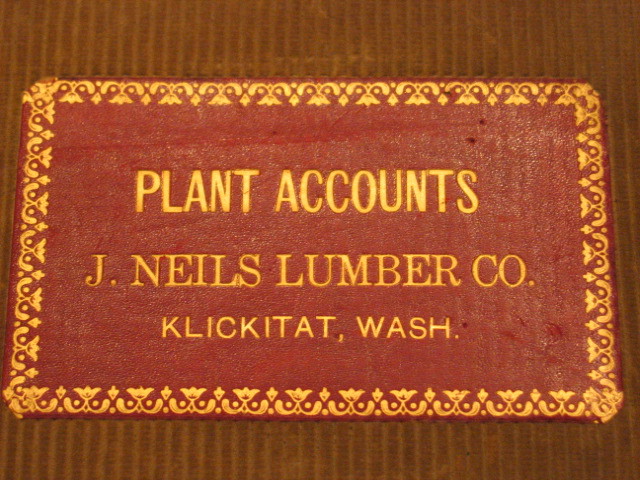 PLANT ACCOUNTS
J. NEILS LUMBER CO.
KLICKITAT, WASH.